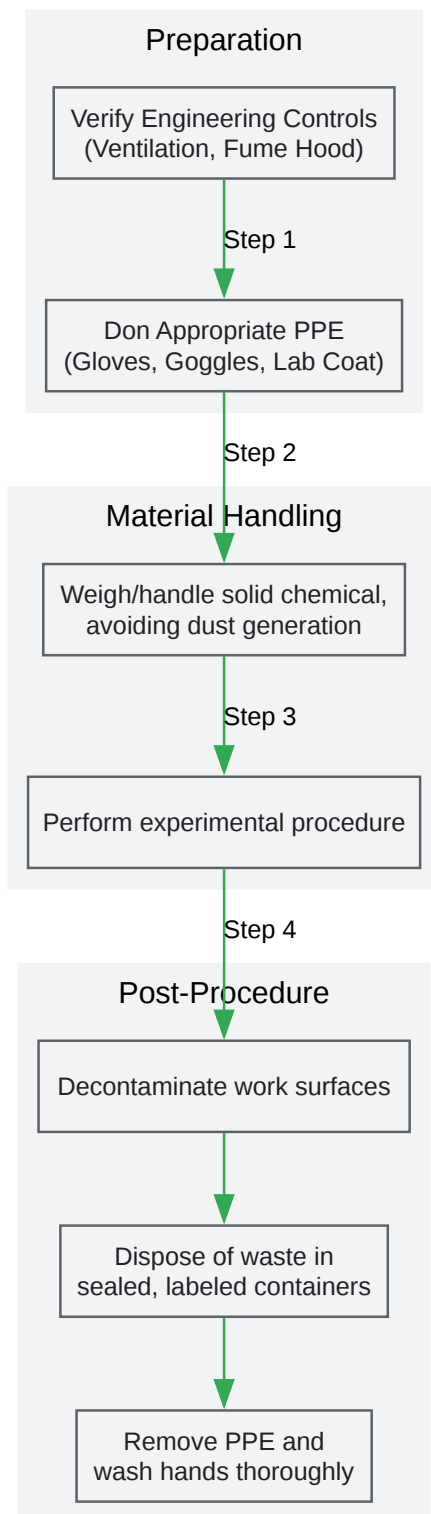 Preparation
Verify Engineering Controls
(Ventilation, Fume Hood)
Step 1
Don Appropriate PPE
(Gloves, Goggles, Lab Coat)
Step 2
Material Handling
Weigh/handle solid chemical,
avoiding dust generation
Step 3
Perform experimental procedure
Step 4
Post-Procedure
Decontaminate work surfaces
Dispose of waste in
sealed, labeled containers
Remove PPE and
wash hands thoroughly